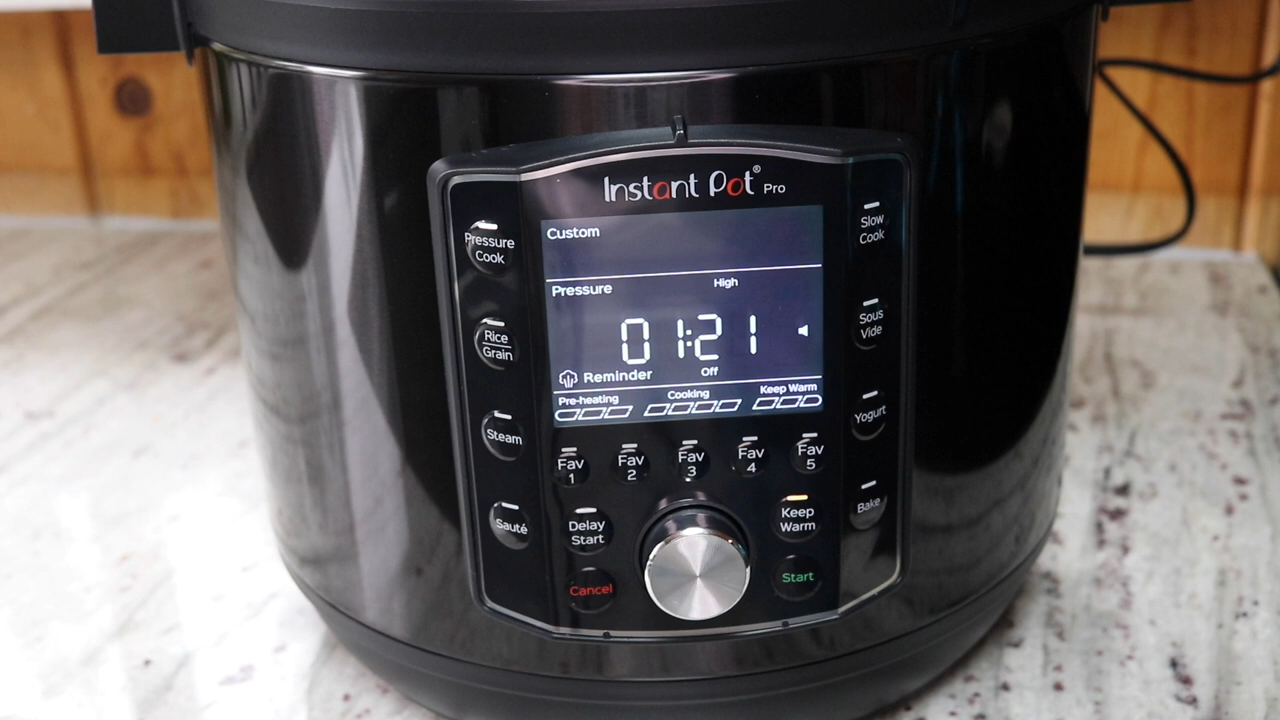 Instant Pot® Pro
Pressure
Cook
Rice
Grain
Steam
Sauté
Custom
Pressure
High
01:21
Reminder
Off
Pre-heating
Cooking
Keep Warm
Slow
Cook
Sous
Vide
Yogurt
Bake
Fav
1
Fav
2
Fav
3
Fav
4
Fav
5
Delay
Start
Keep
Warm
Cancel
Start